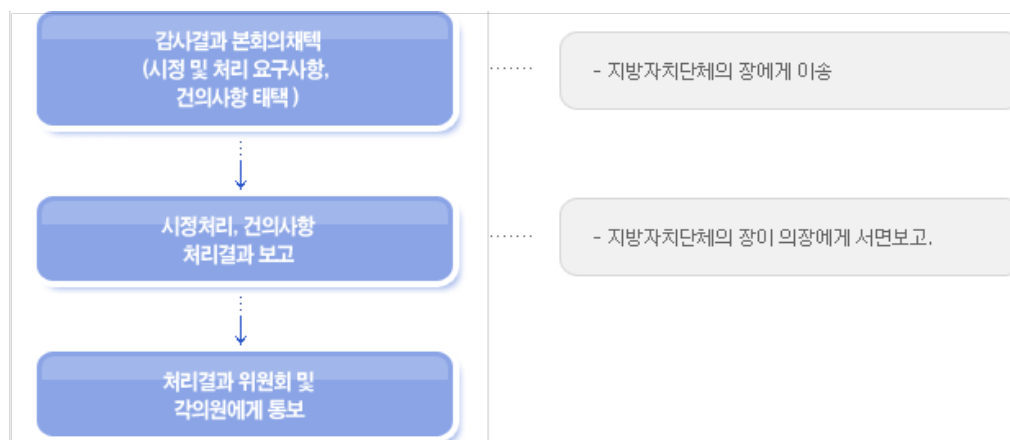 감사결과 본회의채텍
(시정 및 처리 요구사항,
건의사항 태택 )
- 지방자치단체의 장에게 이송
시정처리, 건의사항
처리결과 보고
- 지방자치단체의 장이 의장에게 서면보고.
처리결과 위원회 및
각의원에게 통보